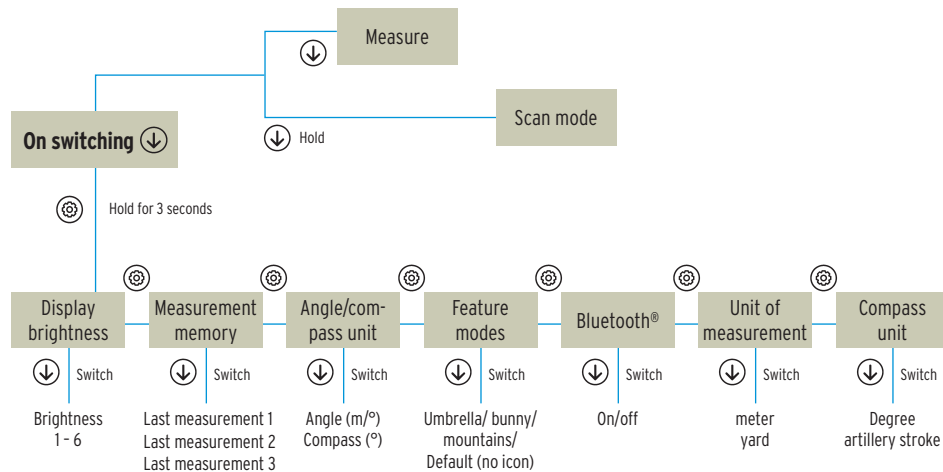 Measure
Scan mode
On switching
Hold
Hold for 3 seconds
Display
brightness
Measurement
memory
Angle/com-
pass unit
Feature
modes
Bluetooth®
Unit of
measurement
Compass
unit
Switch
Switch
Switch
Switch
Switch
Switch
Switch
Brightness
1 - 6
Last measurement 1
Last measurement 2
Last measurement 3
Angle (m/°)
Compass (°)
Umbrella/ bunny/
mountains/
Default (no icon)
On/off
meter
yard
Degree
artillery stroke